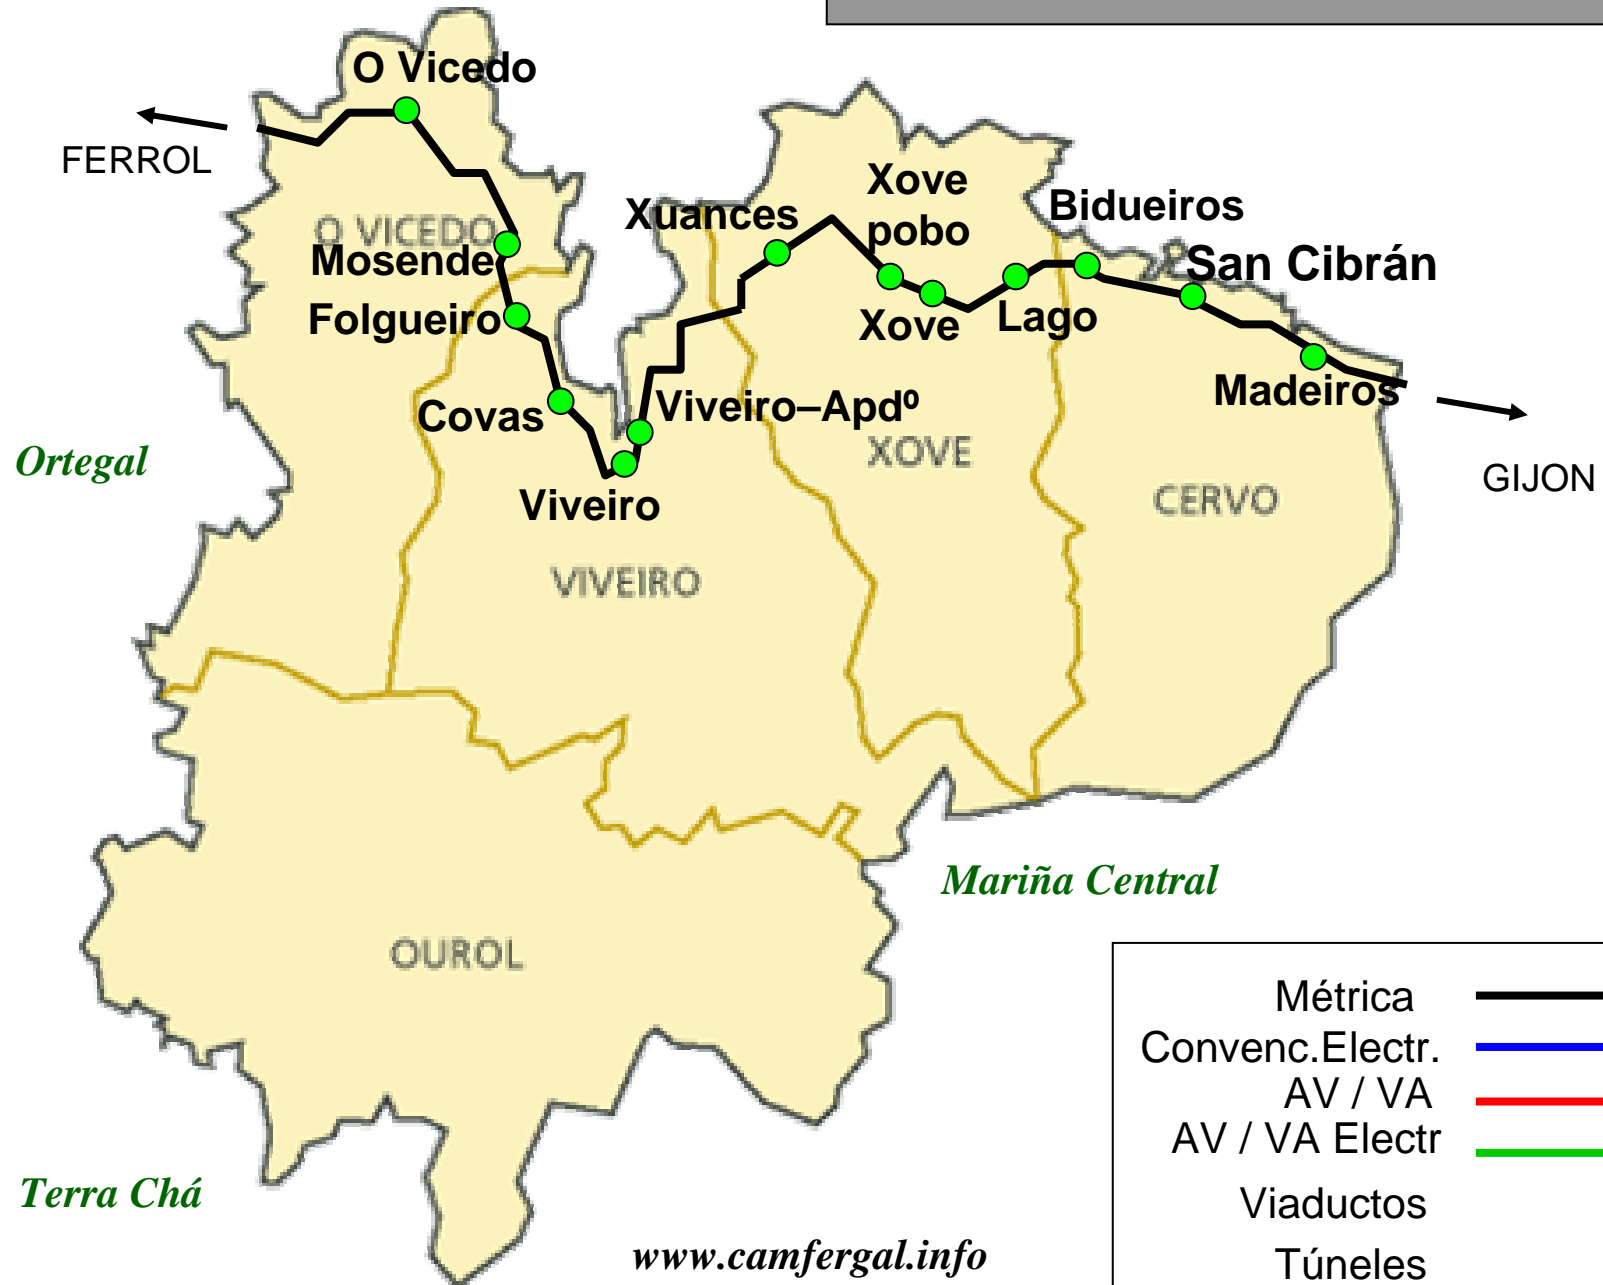 O Vicedo
FERROL
O VICEDO
Mosende
Folgueiro
Covas
Viveiro
Viveiro–Apdº
Xuances
Xove
pobo
Xove
Lago
Bidueiros
San Cibrán
Madeiros
GIJON
Ortegal
VIVEIRO
XOVE
CERVO
Mariña Central
OUROL
Terra Chá
www.camfergal.info
Métrica
Convenc.Electr.
AV / VA
AV / VA Electr
Viaductos
Túneles